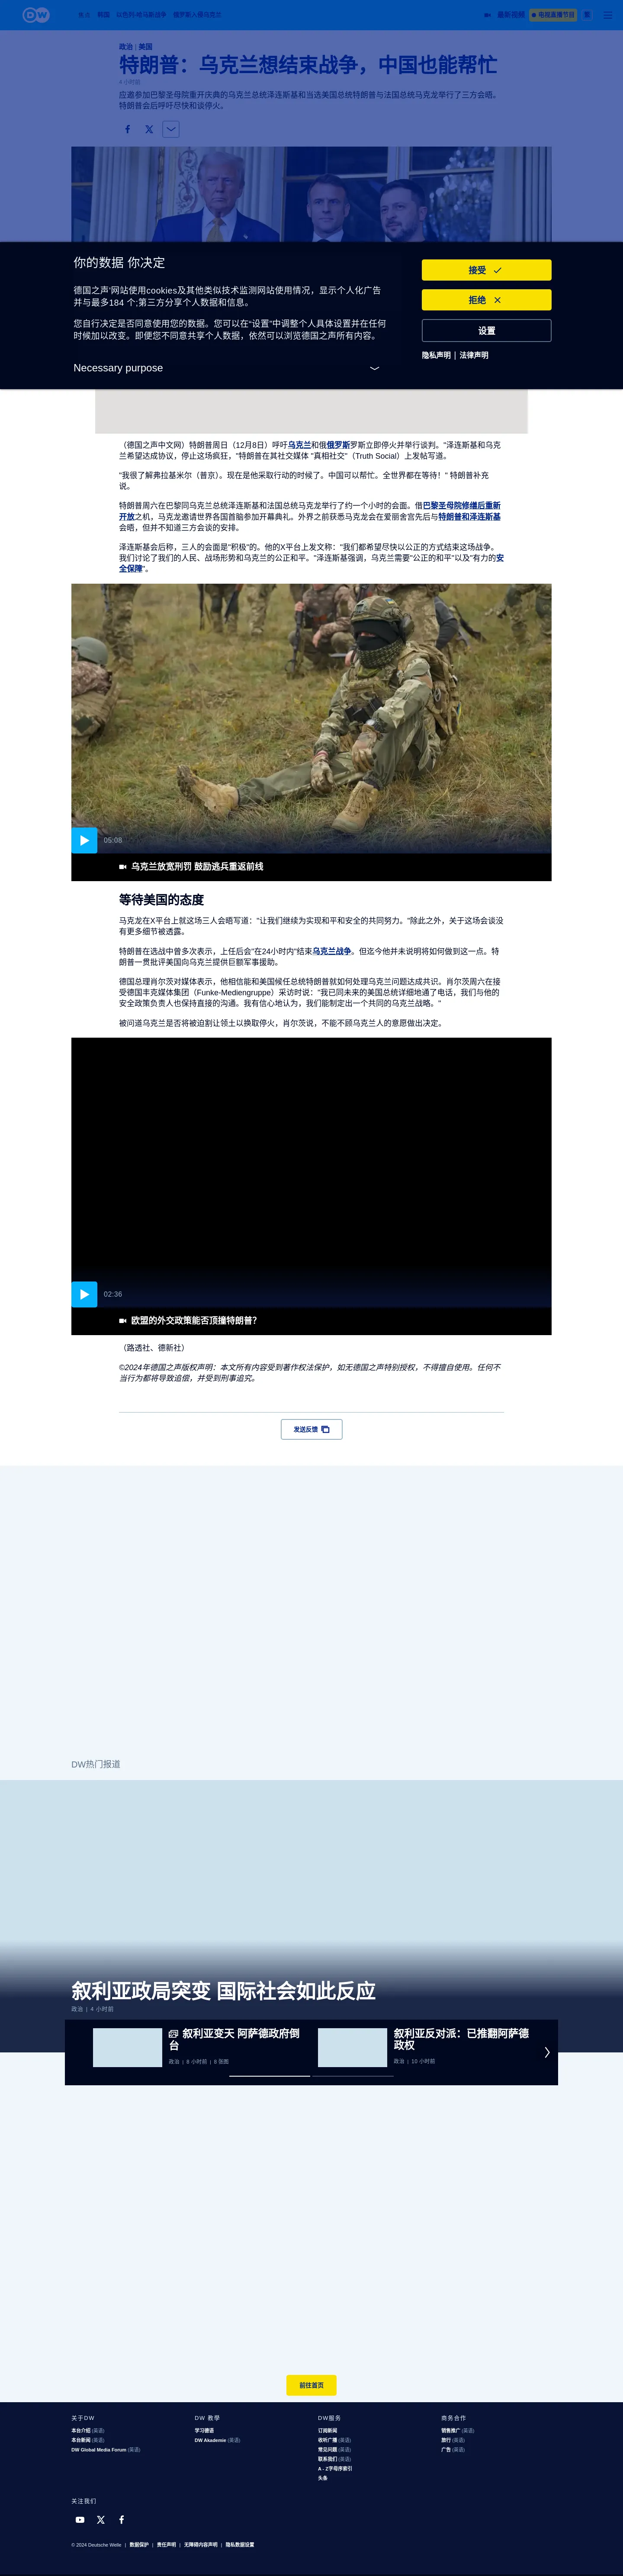 DW
焦点 韩国 以色列-哈马斯战争 俄罗斯入侵乌克兰 最新视频 电视直播节目 繁
政治 | 美国
特朗普：乌克兰想结束战争，中国也能帮忙
4 小时前
应邀参加巴黎圣母院重开庆典的乌克兰总统泽连斯基和当选美国总统特朗普与法国总统马克龙举行了三方会晤。
特朗普会后呼吁尽快和谈停火。
你的数据 你决定
德国之声'网站使用cookies及其他类似技术监测网站使用情况，显示个人化广告
并与最多184 个;第三方分享个人数据和信息。
您自行决定是否同意使用您的数据。您可以在"设置"中调整个人具体设置并在任何
时候加以改变。即便您不同意共享个人数据，依然可以浏览德国之声所有内容。
Necessary purpose
接受
拒绝
设置
隐私声明 | 法律声明
（德国之声中文网）特朗普周日（12月8日）呼吁乌克兰和俄俄罗斯罗斯立即停火并举行谈判。"泽连斯基和乌克
兰希望达成协议，停止这场疯狂，"特朗普在其社交媒体 "真相社交"（Truth Social）上发帖写道。
"我很了解弗拉基米尔（普京）。现在是他采取行动的时候了。中国可以帮忙。全世界都在等待！" 特朗普补充
说。
特朗普周六在巴黎同乌克兰总统泽连斯基和法国总统马克龙举行了约一个小时的会面。借巴黎圣母院修缮后重新
开放之机，马克龙邀请世界各国首脑参加开幕典礼。外界之前获悉马克龙会在爱丽舍宫先后与特朗普和泽连斯基
会晤，但并不知道三方会谈的安排。
泽连斯基会后称，三人的会面是"积极"的。他的X平台上发文称："我们都希望尽快以公正的方式结束这场战争。
我们讨论了我们的人民、战场形势和乌克兰的公正和平。"泽连斯基强调，乌克兰需要"公正的和平"以及"有力的安
全保障"。
05:08
乌克兰放宽刑罚 鼓励逃兵重返前线
等待美国的态度
马克龙在X平台上就这场三人会晤写道："让我们继续为实现和平和安全的共同努力。"除此之外，关于这场会谈没
有更多细节被透露。
特朗普在选战中曾多次表示，上任后会"在24小时内"结束乌克兰战争。但迄今他并未说明将如何做到这一点。特
朗普一贯批评美国向乌克兰提供巨额军事援助。
德国总理肖尔茨对媒体表示，他相信能和美国候任总统特朗普就如何处理乌克兰问题达成共识。肖尔茨周六在接
受德国丰克媒体集团（Funke-Mediengruppe）采访时说："我已同未来的美国总统详细地通了电话，我们与他的
安全政策负责人也保持直接的沟通。我有信心地认为，我们能制定出一个共同的乌克兰战略。"
被问道乌克兰是否将被迫割让领土以换取停火，肖尔茨说，不能不顾乌克兰人的意愿做出决定。
02:36
欧盟的外交政策能否顶撞特朗普？
（路透社、德新社）
©2024年德国之声版权声明：本文所有内容受到著作权法保护，如无德国之声特别授权，不得擅自使用。任何不
当行为都将导致追偿，并受到刑事追究。
发送反馈
DW热门报道
叙利亚政局突变 国际社会如此反应
政治 | 4 小时前
叙利亚变天 阿萨德政府倒
台
政治 | 8 小时前 | 8 张图
叙利亚反对派：已推翻阿萨德
政权
政治 | 10 小时前
前往首页
关于DW
本台介绍 (英语)
本台新闻 (英语)
DW Global Media Forum (英语)
DW 教学
学习德语
DW Akademie (英语)
DW服务
订阅新闻
收听广播 (英语)
常见问题 (英语)
联系我们 (英语)
A - Z字母序索引
头条
商务合作
销售推广 (英语)
旅行 (英语)
广告 (英语)
关注我们
© 2024 Deutsche Welle | 数据保护 | 责任声明 | 无障碍内容声明 | 隐私数据设置